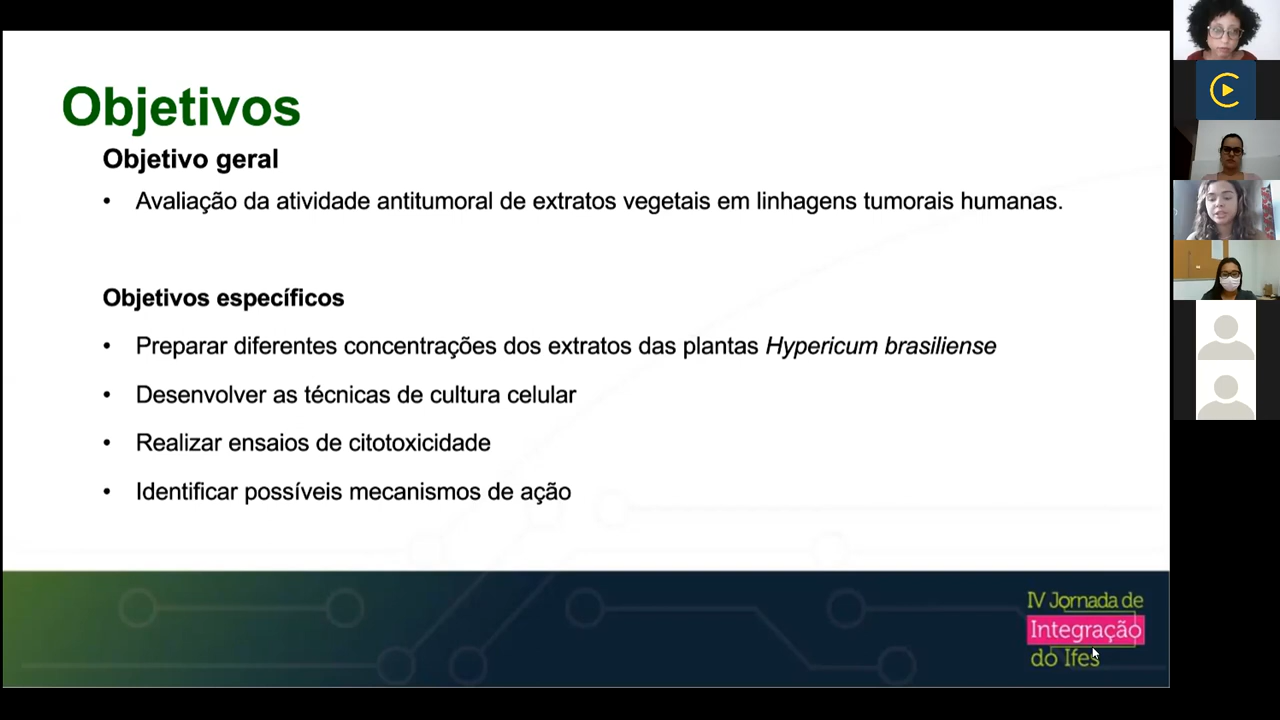 Objetivos
Objetivo geral
• Avaliação da atividade antitumoral de extratos vegetais em linhagens tumorais humanas.
Objetivos específicos
• Preparar diferentes concentrações dos extratos das plantas Hypericum brasiliense
• Desenvolver as técnicas de cultura celular
• Realizar ensaios de citotoxicidade
• Identificar possíveis mecanismos de ação
IV Jornada de
Integração
do Ifes